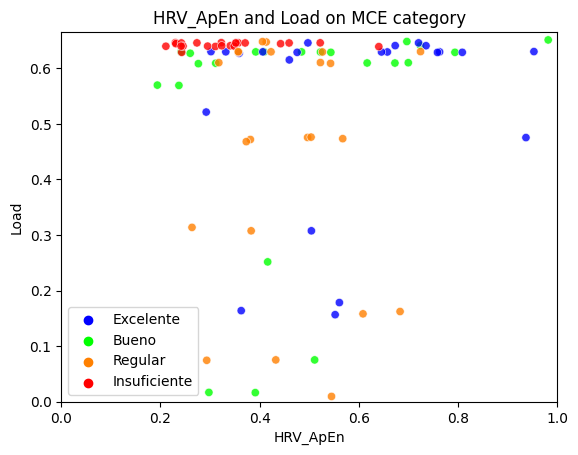 HRV_ApEn and Load on MCE category
Load
0.6
0.5
0.4
0.3
0.2
0.1
0.0
Excelente
Bueno
Regular
Insuficiente
0.0 0.2 0.4 0.6 0.8 1.0
HRV_ApEn